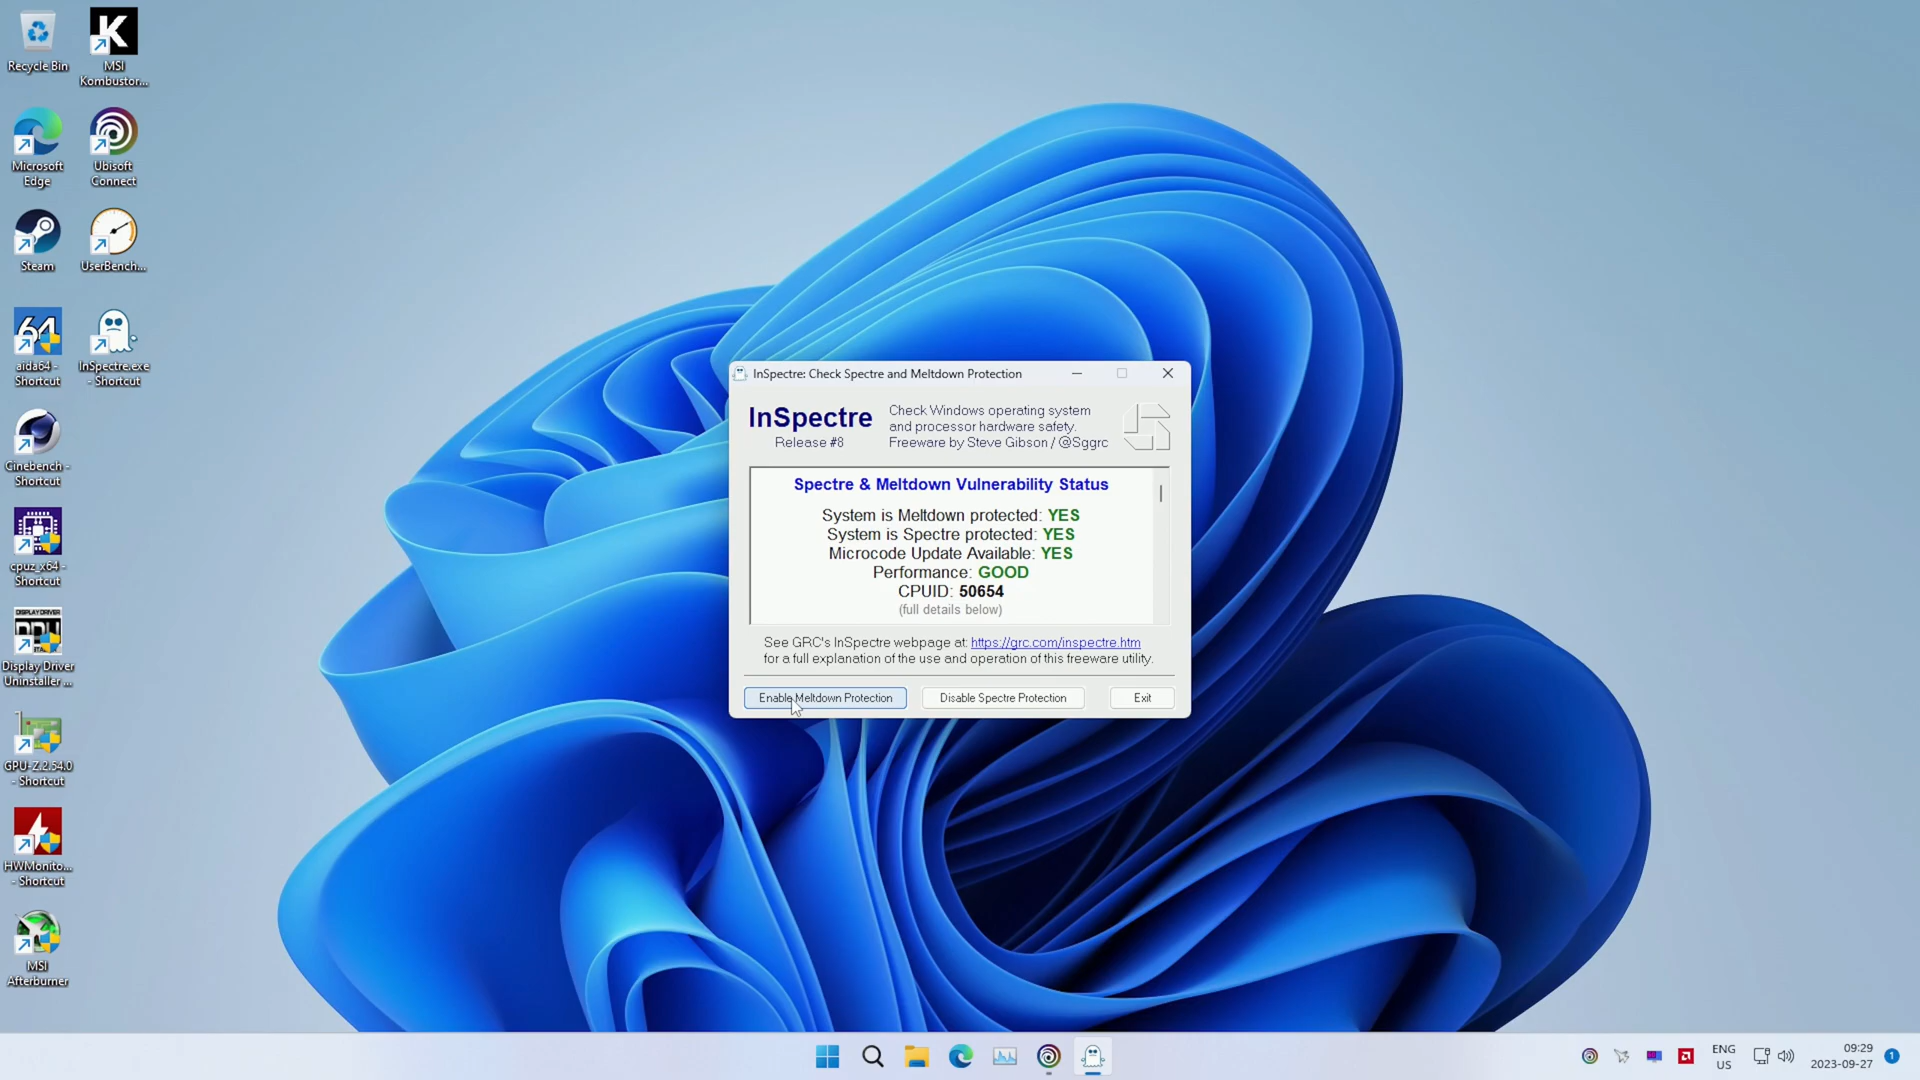 Recycle Bin
MSI
Kombustor...
Microsoft
Edge
Ubisoft
Connect
Steam
UserBench...
64
aida64 -
Shortcut
InSpectre.exe
- Shortcut
Cinebench -
Shortcut
cpuz_x64 -
Shortcut
DISPLAY DRIVER
DDU
Display Driver
Uninstaller ...
GPU-Z.2.54.0
- Shortcut
HWMonito...
- Shortcut
MSI
Afterburner
InSpectre: Check Spectre and Meltdown Protection
InSpectre
Release #8
Check Windows operating system
and processor hardware safety.
Freeware by Steve Gibson / @Sggrc
Spectre & Meltdown Vulnerability Status
System is Meltdown protected: YES
System is Spectre protected: YES
Microcode Update Available: YES
Performance: GOOD
CPUID: 50654
(full details below)
See GRC's InSpectre webpage at: https://grc.com/inspectre.htm
for a full explanation of the use and operation of this freeware utility.
Enable Meltdown Protection
Disable Spectre Protection
Exit
ENG
US
09:29
2023-09-27
1